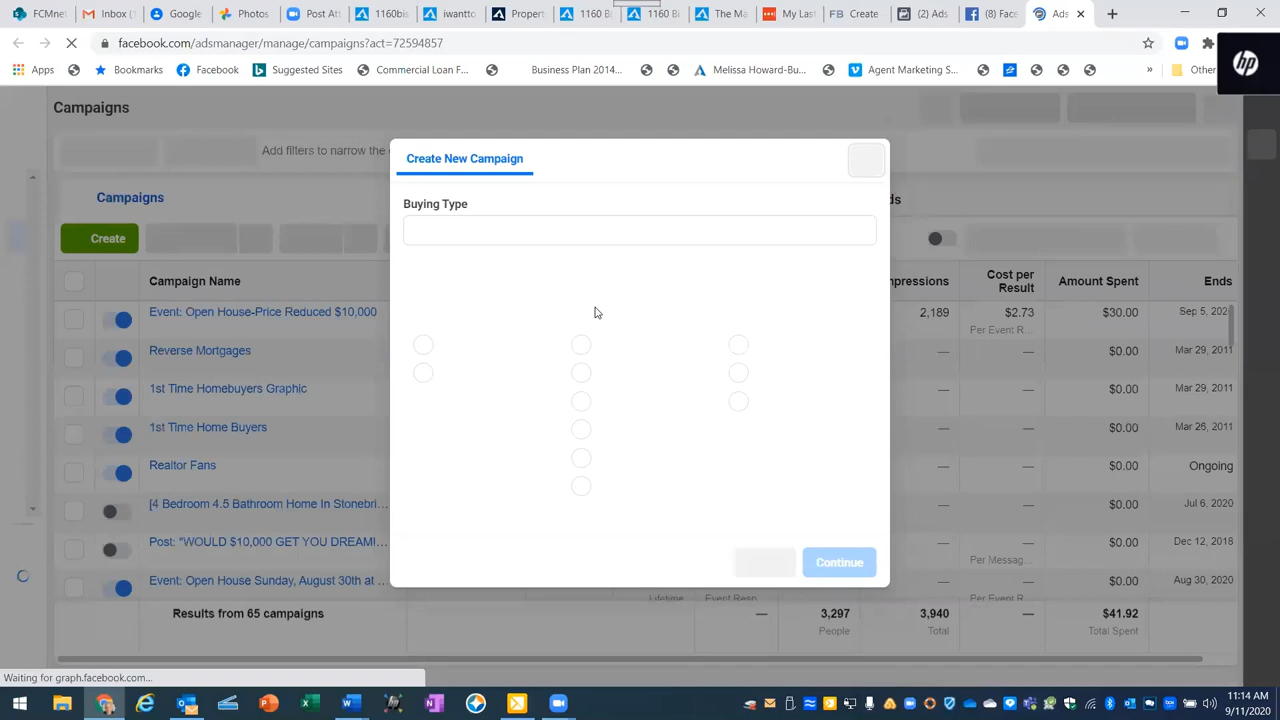 FCMnet
Inbox (
Google
Photos
Post Att
1160bis
iwantto
Propert
1160 B
1160 Bi
The Ma
My Last
FB Create
(2) Ads
(8) Face
Ads
facebook.com/adsmanager/manage/campaigns?act=72594857
Apps
Bookmarks
Facebook
Suggested Sites
Commercial Loan F...
Business Plan 2014...
Melissa Howard-Bu...
Agent Marketing S...
»
Other
hp
Campaigns
Add filters to narrow the
Create New Campaign
Buying Type
Campaigns
ds
Create
Campaign Name
mpressions
Cost per
Result
Amount Spent
Ends
Event: Open House-Price Reduced $10,000
2,189
$2.73
$30.00
Sep 5, 202
Per Event R...
Reverse Mortgages
—
—
$0.00
Mar 29, 2011
1st Time Homebuyers Graphic
—
—
$0.00
Mar 29, 2011
1st Time Home Buyers
—
—
$0.00
Mar 26, 2011
Realtor Fans
—
—
$0.00
Ongoing
[4 Bedroom 4.5 Bathroom Home In Stonebri...
—
—
$0.00
Jul 6, 2020
Post: "WOULD $10,000 GET YOU DREAMI...
—
—
$0.00
Dec 12, 2018
Per Messag...
Event: Open House Sunday, August 30th at ...
—
—
$0.00
Aug 30, 2020
Lifetime
Event Resp
Per Event R
Continue
Results from 65 campaigns
—
3,297
3,940
—
$41.92
People
Total
Total Spent
Waiting for graph.facebook.com...
11:14 AM
9/11/2020